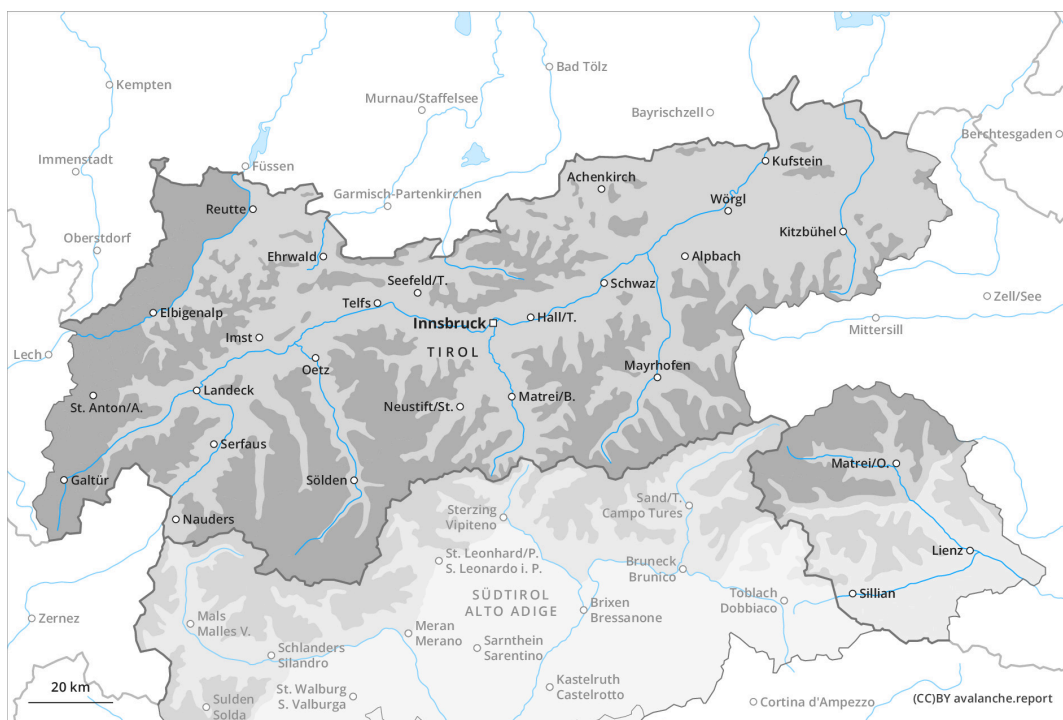 Kempten
Bad Tölz
Murnau/Staffelsee
Bayrischzell
Berchtesgaden
Immenstadt
Füssen
Kufstein
Garmisch-Partenkirchen
Achenkirch
Wörgl
Reutte
Oberstdorf
Kitzbühel
Ehrwald
Alpbach
Seefeld/T.
Schwaz
Zell/See
Telfs
Elbigenalp
Innsbruck
Hall/T.
Mittersill
Imst
Lech
TIROL
Oetz
Mayrhofen
Landeck
St. Anton/A.
Neustift/St.
Matrei/B.
Serfaus
Matrei/O.
Galtür
Sölden
Sand/T.
Campo Tures
Sterzing
Vipiteno
Nauders
Lienz
St. Leonhard/P.
S. Leonardo i. P.
Bruneck
Brunico
SÜDTIROL
ALTO ADIGE
Sillian
Toblach
Dobbiaco
Brixen
Bressanone
Zernez
Mals
Malles V.
Meran
Merano
Sarnthein
Sarentino
Schlanders
Silandro
Kastelruth
Castelrotto
20 km
St. Walburg
S. Valburga
Sulden
Solda
Cortina d'Ampezzo
(CC)BY avalanche.report